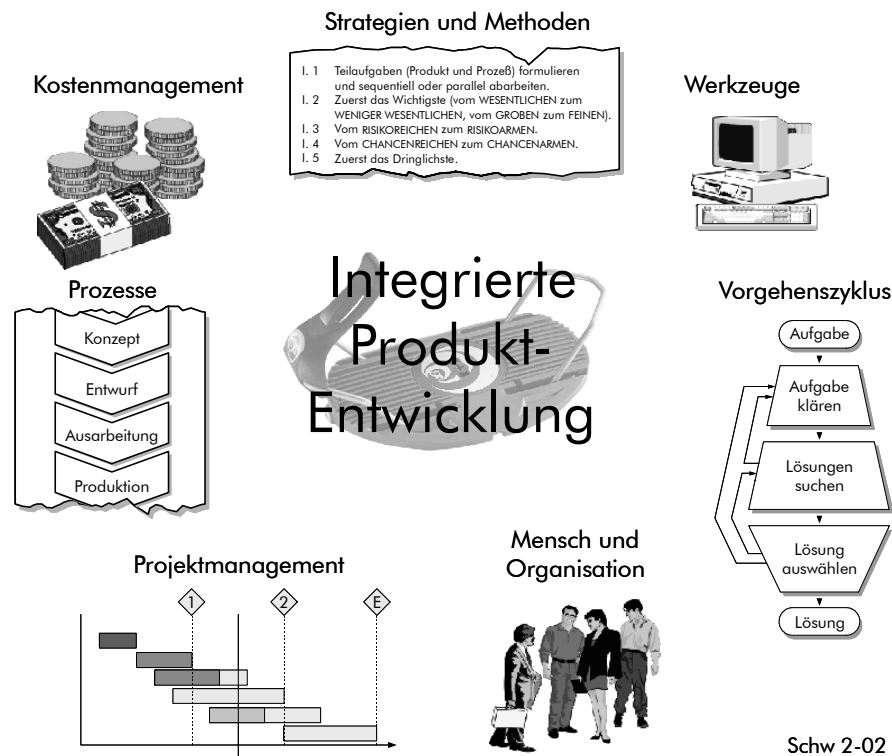 Strategien und Methoden
I. 1 Teilaufgaben (Produkt und Prozeß) formulieren
und sequentiell oder parallel abarbeiten.
I. 2 Zuerst das Wichtigste (vom WESENTLICHEN zum
WENIGER WESENTLICHEN, vom GROBEN zum FEINEN).
I. 3 Vom RISIKOREICHEN zum RISIKOARMEN.
I. 4 Vom CHANCENREICHEN zum CHANCENARMEN.
I. 5 Zuerst das Dringlichste.
Kostenmanagement
Werkzeuge
Integrierte
Produkt-
Entwicklung
Prozesse
Konzept
Entwurf
Ausarbeitung
Produktion
Vorgehenszyklus
Aufgabe
Aufgabe
klären
Lösungen
suchen
Lösung
auswählen
Lösung
Projektmanagement
1
2
E
Mensch und
Organisation
Schw 2-02